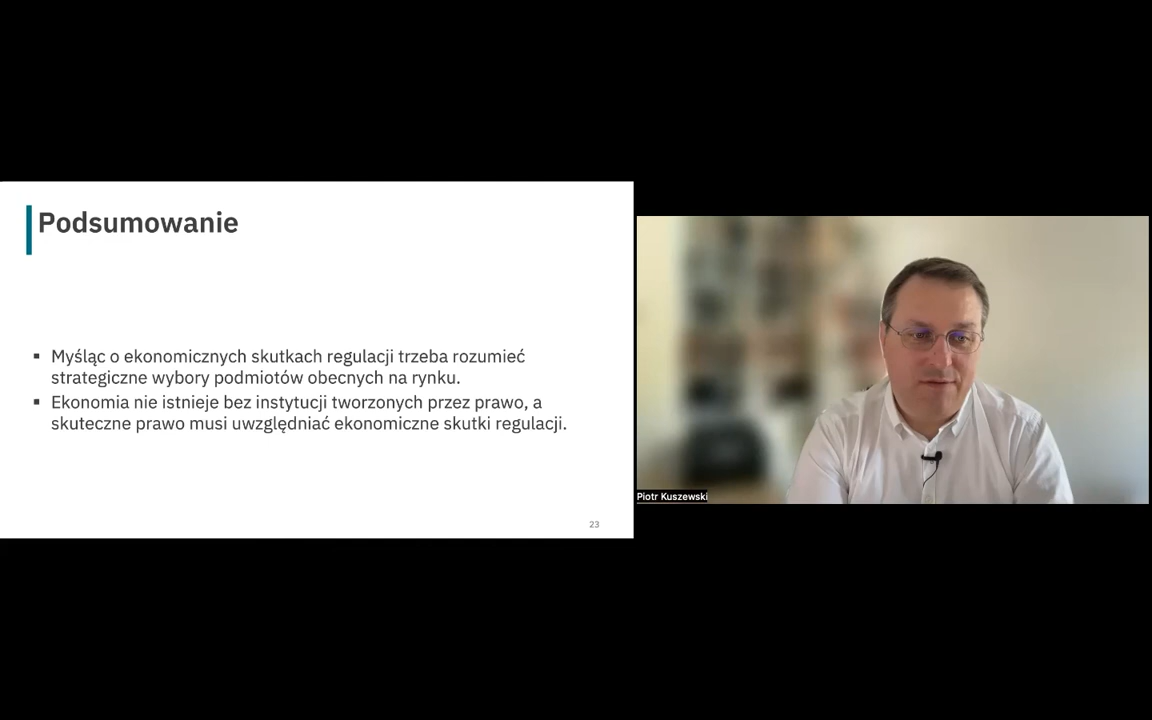 Podsumowanie
▪ Myśląc o ekonomicznych skutkach regulacji trzeba rozumieć
strategiczne wybory podmiotów obecnych na rynku.
▪ Ekonomia nie istnieje bez instytucji tworzonych przez prawo, a
skuteczne prawo musi uwzględniać ekonomiczne skutki regulacji.
23
Piotr Kuszewski